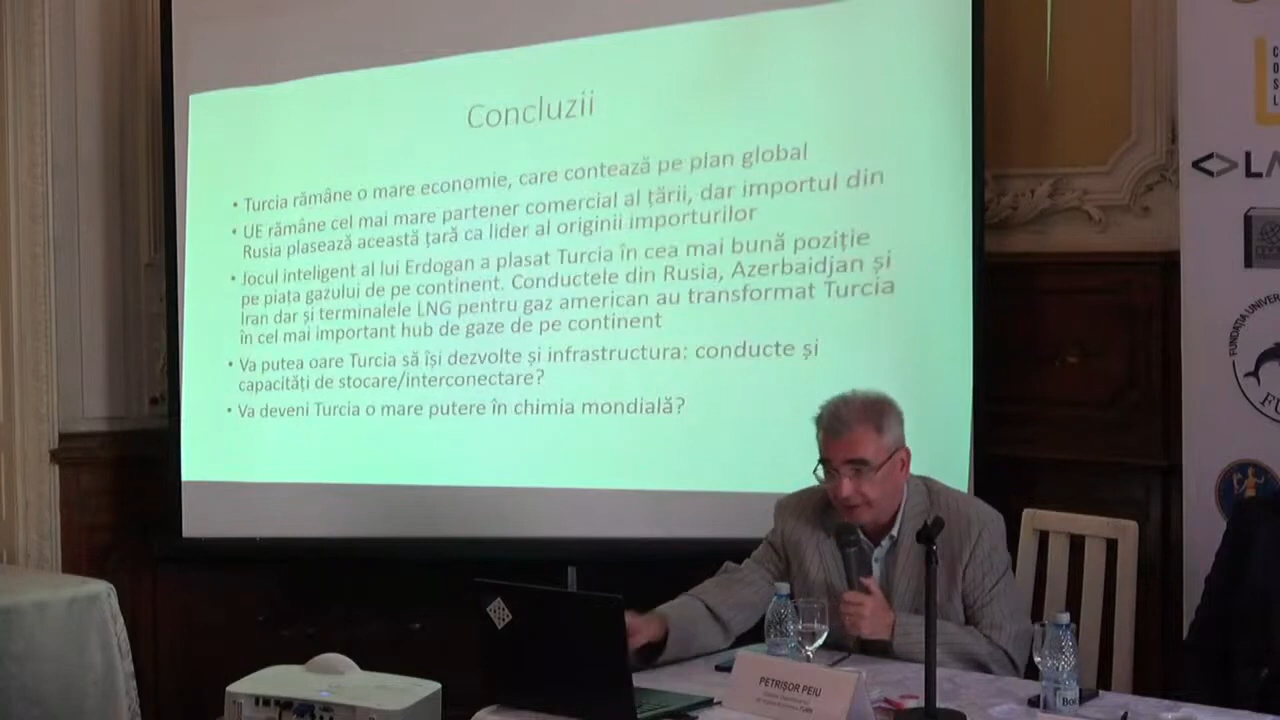 Concluzii
• Turcia rămâne o mare economie, care contează pe plan global
• UE rămâne cel mai mare partener comercial al țării, dar importul din
Rusia plasează această țară ca lider al originii importurilor
• Jocul inteligent al lui Erdogan a plasat Turcia în cea mai bună poziție
pe piața gazului de pe continent. Conductele din Rusia, Azerbaidjan și
Iran dar și terminalele LNG pentru gaz american au transformat Turcia
în cel mai important hub de gaze de pe continent
• Va putea oare Turcia să își dezvolte și infrastructura: conducte și
capacități de stocare/interconectare?
• Va deveni Turcia o mare putere în chimia mondială?
PETRIȘOR PEIU
LA
FUNDAȚIA UNIVER